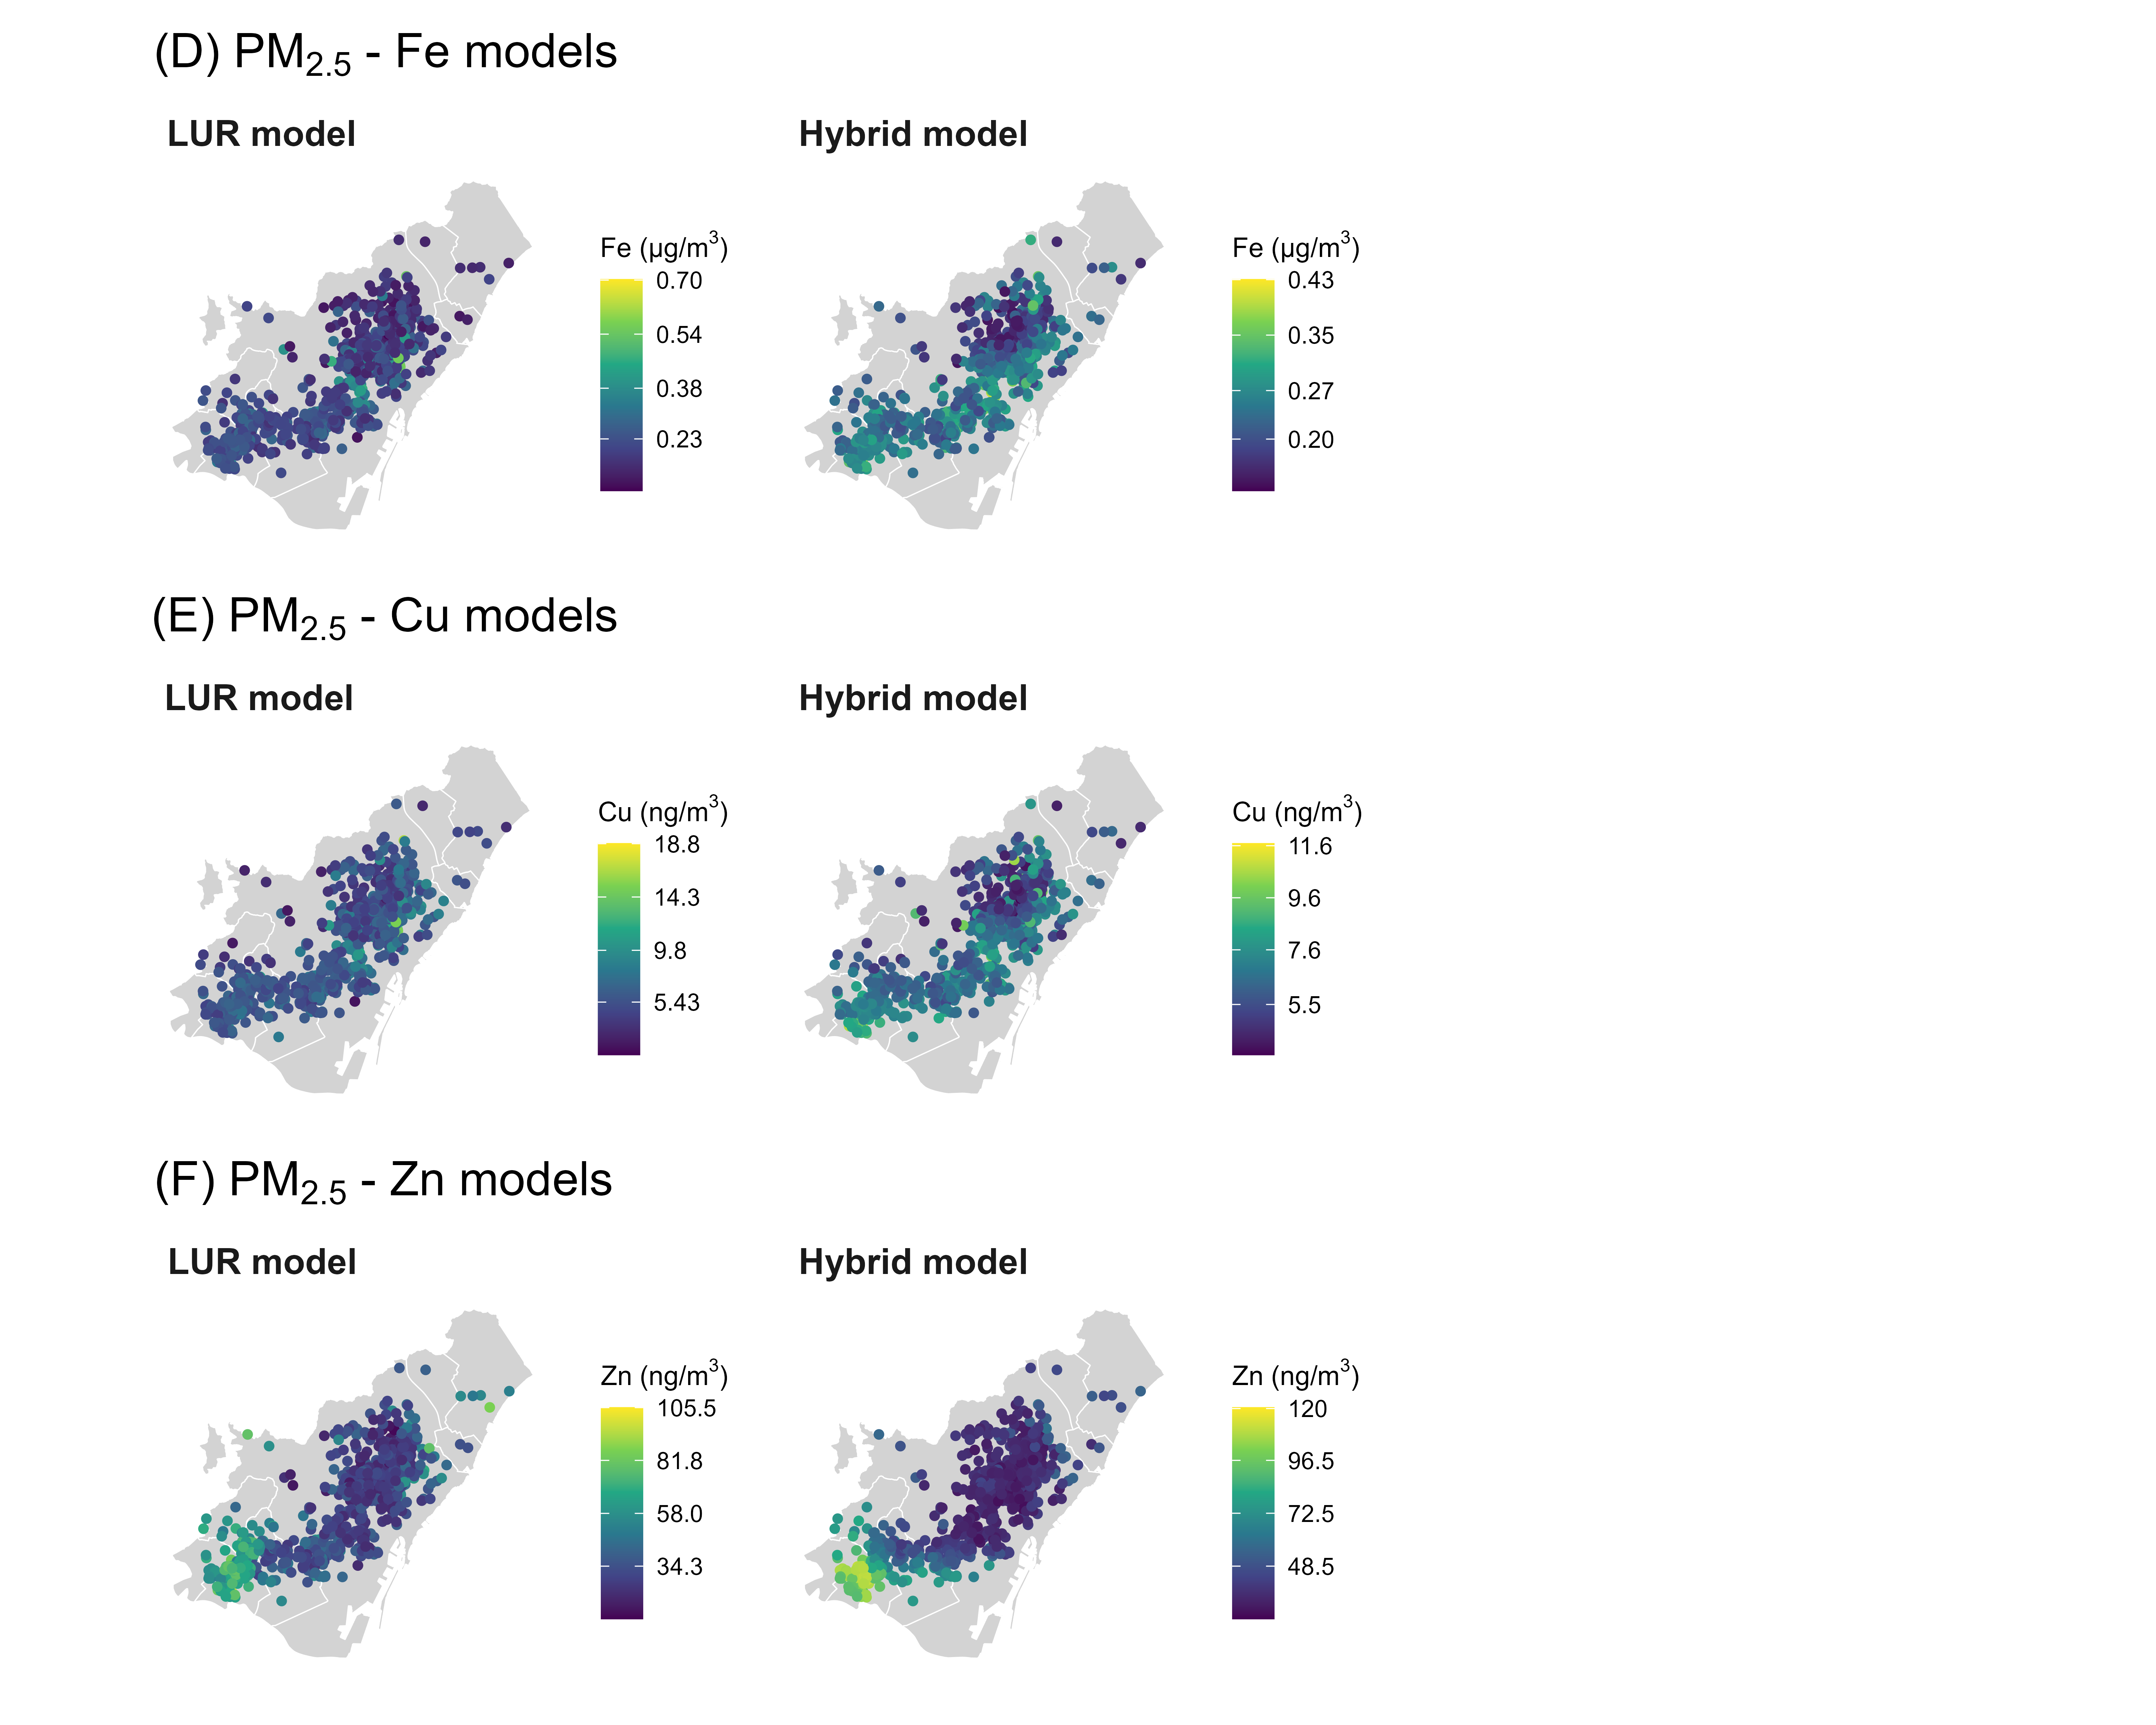 (D) PM2.5 - Fe models
LUR model
Hybrid model
Fe (µg/m³)
0.70
0.54
0.38
0.23
Fe (µg/m³)
0.43
0.35
0.27
0.20
(E) PM2.5 - Cu models
LUR model
Hybrid model
Cu (ng/m³)
18.8
14.3
9.8
5.43
Cu (ng/m³)
11.6
9.6
7.6
5.5
(F) PM2.5 - Zn models
LUR model
Hybrid model
Zn (ng/m³)
105.5
81.8
58.0
34.3
Zn (ng/m³)
120
96.5
72.5
48.5